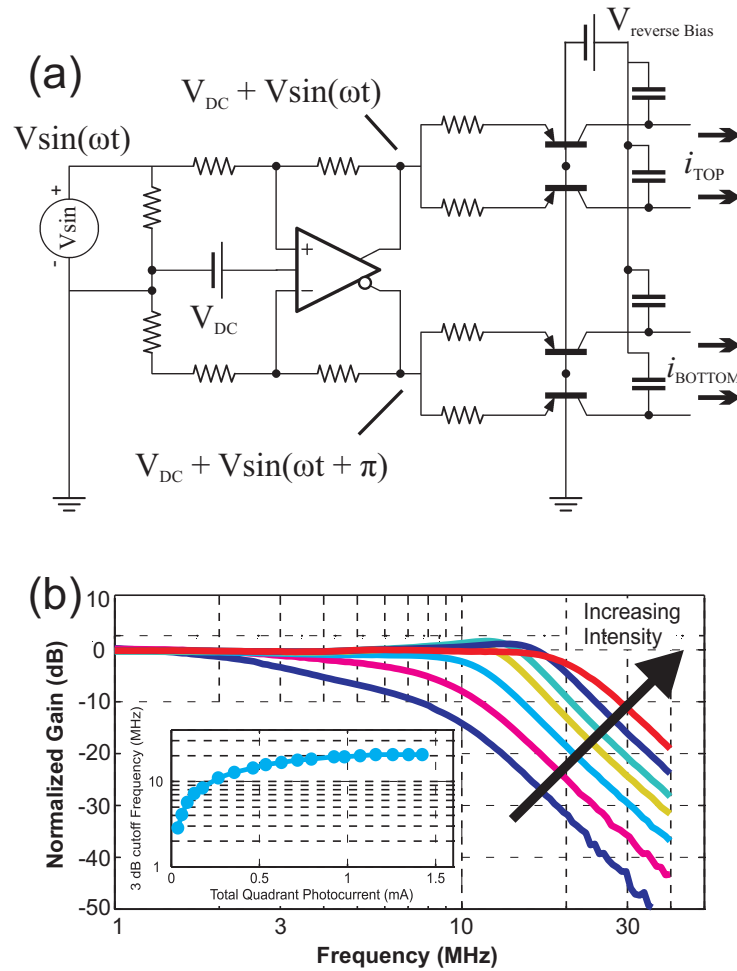 (a)
V reverse Bias
V_DC + Vsin(ωt)
Vsin(ωt)
+
Vsin
-
+
−
i_TOP
V_DC
i_BOTTOM
V_DC + Vsin(ωt + π)
(b)
10
0
-10
-20
-30
-40
-50
Normalized Gain (dB)
Increasing
Intensity
3 dB cutoff Frequency (MHz)
10
1
0
0.5
1
1.5
Total Quadrant Photocurrent (mA)
1
3
10
30
Frequency (MHz)